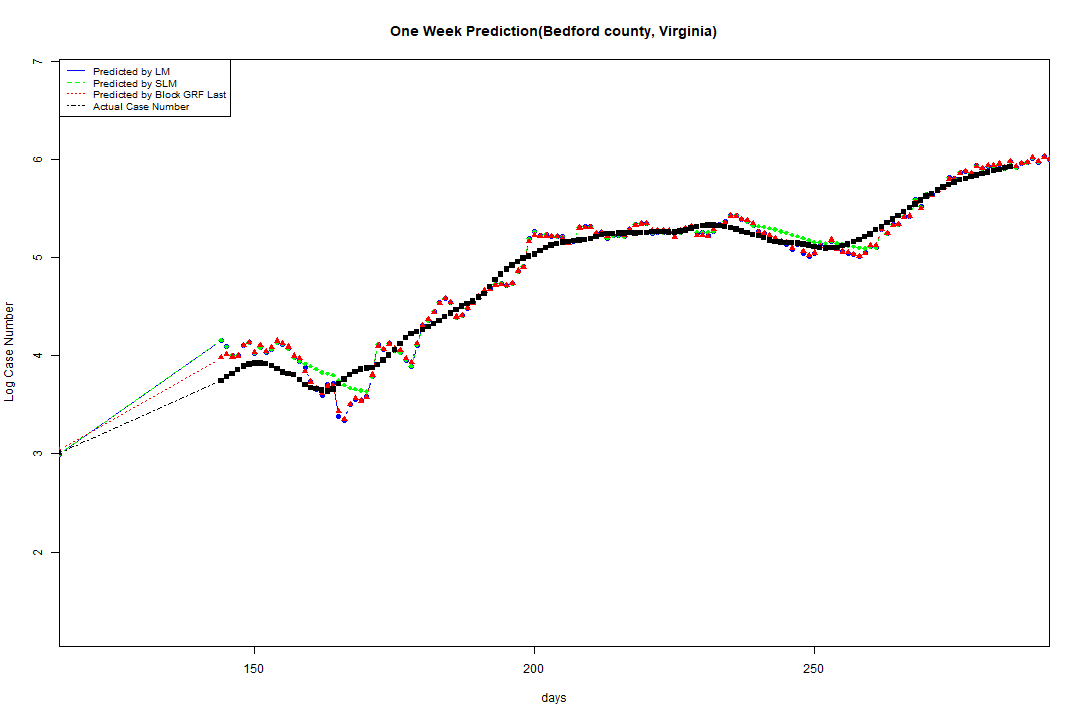 One Week Prediction(Bedford county, Virginia)
Predicted by LM
Predicted by SLM
Predicted by Block GRF Last
Actual Case Number
7
6
5
4
3
2
Log Case Number
150 200 250
days